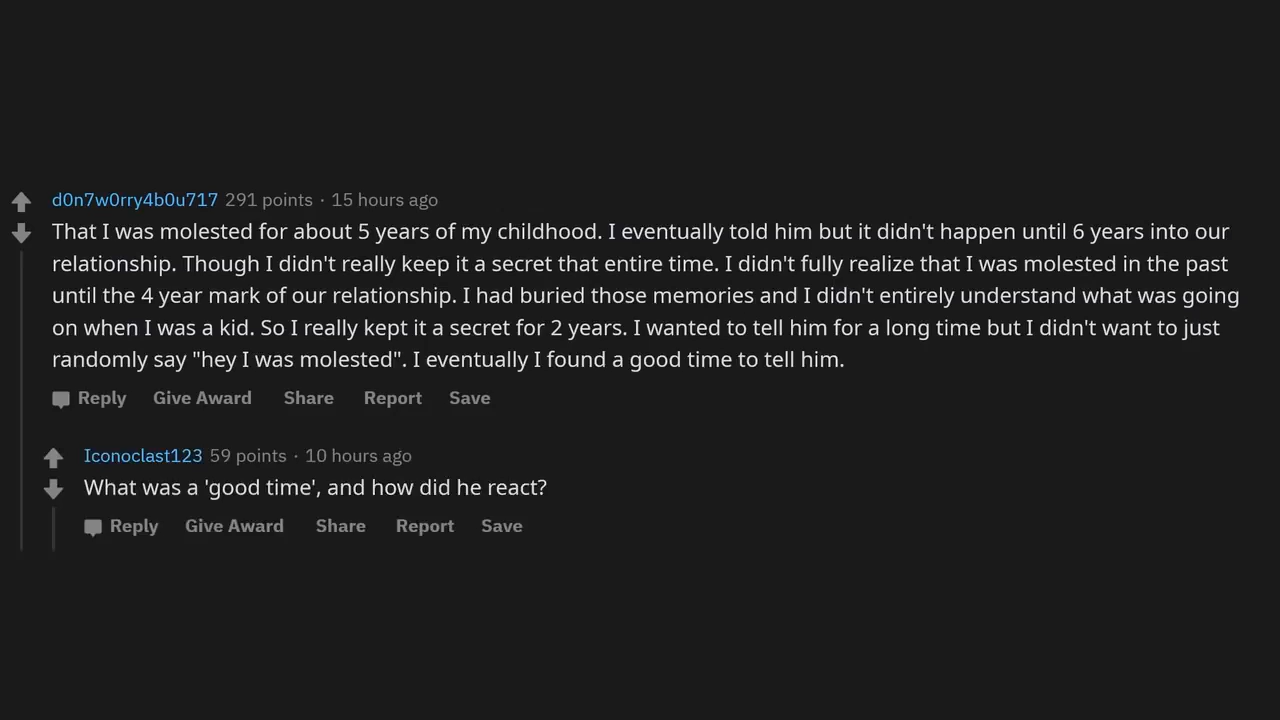 d0n7w0rry4b0u717 291 points · 15 hours ago
That I was molested for about 5 years of my childhood. I eventually told him but it didn't happen until 6 years into our
relationship. Though I didn't really keep it a secret that entire time. I didn't fully realize that I was molested in the past
until the 4 year mark of our relationship. I had buried those memories and I didn't entirely understand what was going
on when I was a kid. So I really kept it a secret for 2 years. I wanted to tell him for a long time but I didn't want to just
randomly say "hey I was molested". I eventually I found a good time to tell him.
Reply Give Award Share Report Save
Iconoclast123 59 points · 10 hours ago
What was a 'good time', and how did he react?
Reply Give Award Share Report Save